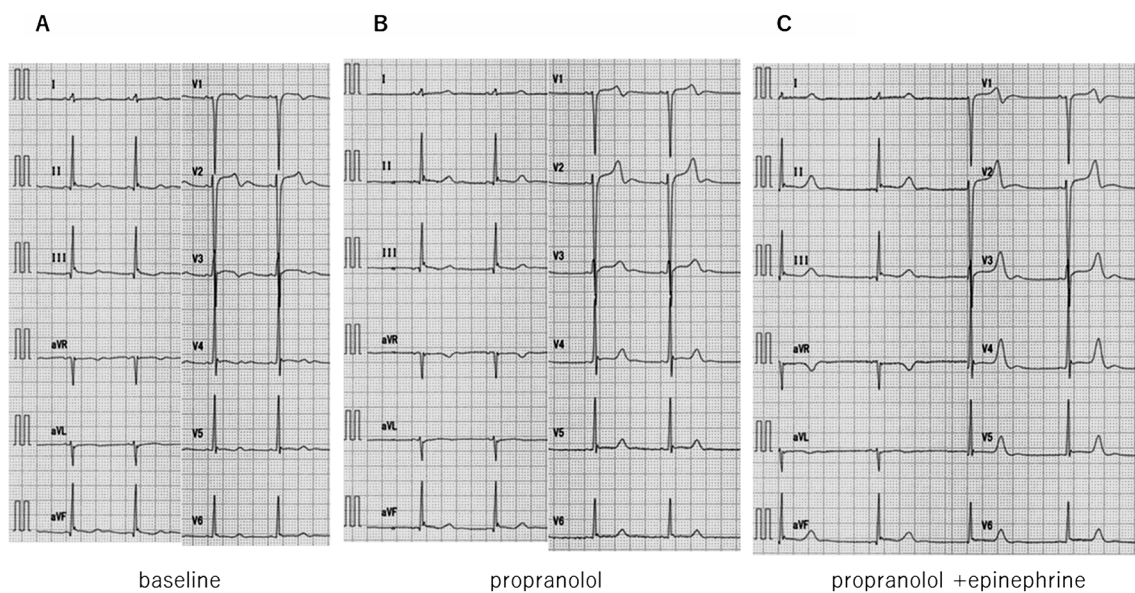 A
B
C
I
V1
II
V2
III
V3
aVR
V4
aVL
V5
aVF
V6
I
V1
II
V2
III
V3
aVR
V4
aVL
V5
aVF
V6
I
V1
II
V2
III
V3
aVR
V4
aVL
V5
aVF
V6
baseline
propranolol
propranolol +epinephrine